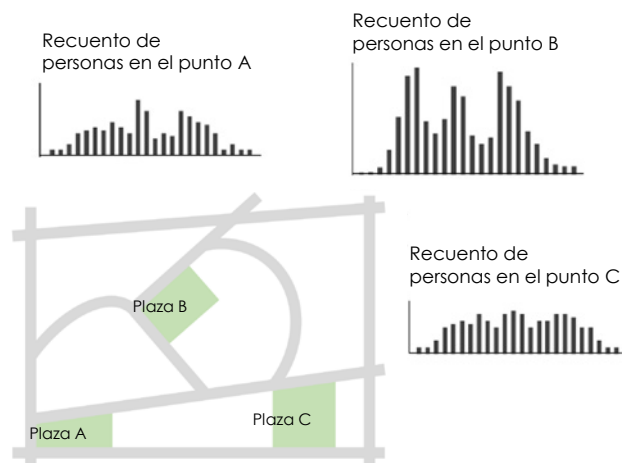 Recuento de
personas en el punto A
Recuento de
personas en el punto B
Plaza B
Recuento de
personas en el punto C
Plaza A
Plaza C